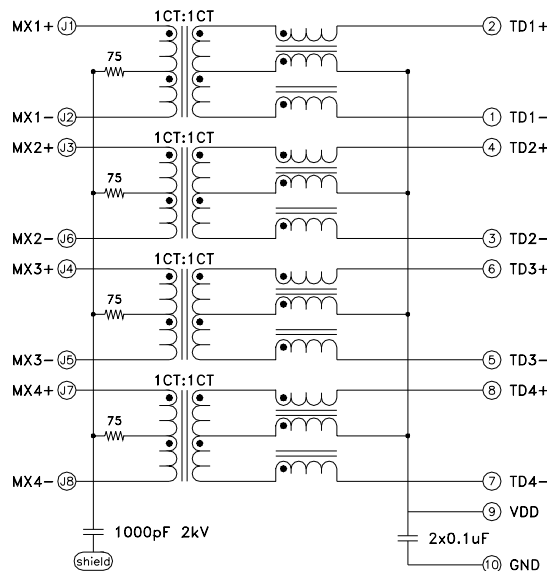 1CT:1CT
MX1+ J1 2 TD1+
75
MX1- J2 1 TD1-
MX2+ J3 1CT:1CT 4 TD2+
75
MX2- J6 3 TD2-
MX3+ J4 1CT:1CT 6 TD3+
75
MX3- J5 5 TD3-
1CT:1CT
MX4+ J7 8 TD4+
75
MX4- J8 7 TD4-
9 VDD
1000pF 2kV 2x0.1uF
shield 10 GND